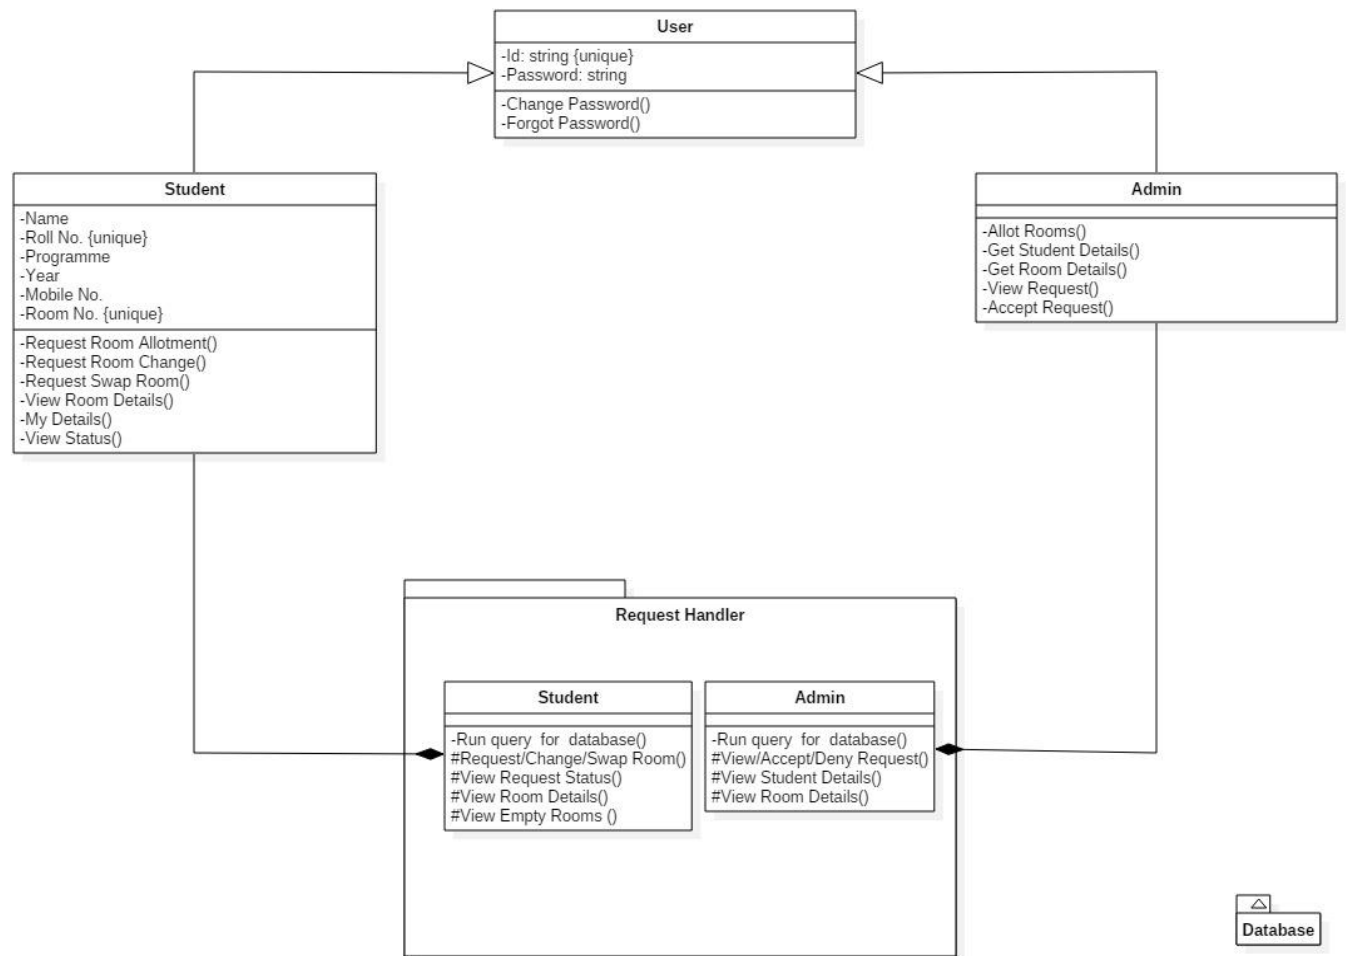 User
-Id: string {unique}
-Password: string
-Change Password()
-Forgot Password()
Student
-Name
-Roll No. {unique}
-Programme
-Year
-Mobile No.
-Room No. {unique}
-Request Room Allotment()
-Request Room Change()
-Request Swap Room()
-View Room Details()
-My Details()
-View Status()
Admin
-Allot Rooms()
-Get Student Details()
-Get Room Details()
-View Request()
-Accept Request()
Request Handler
Student
-Run query for database()
#Request/Change/Swap Room()
#View Request Status()
#View Room Details()
#View Empty Rooms ()
Admin
-Run query for database()
#View/Accept/Deny Request()
#View Student Details()
#View Room Details()
Database